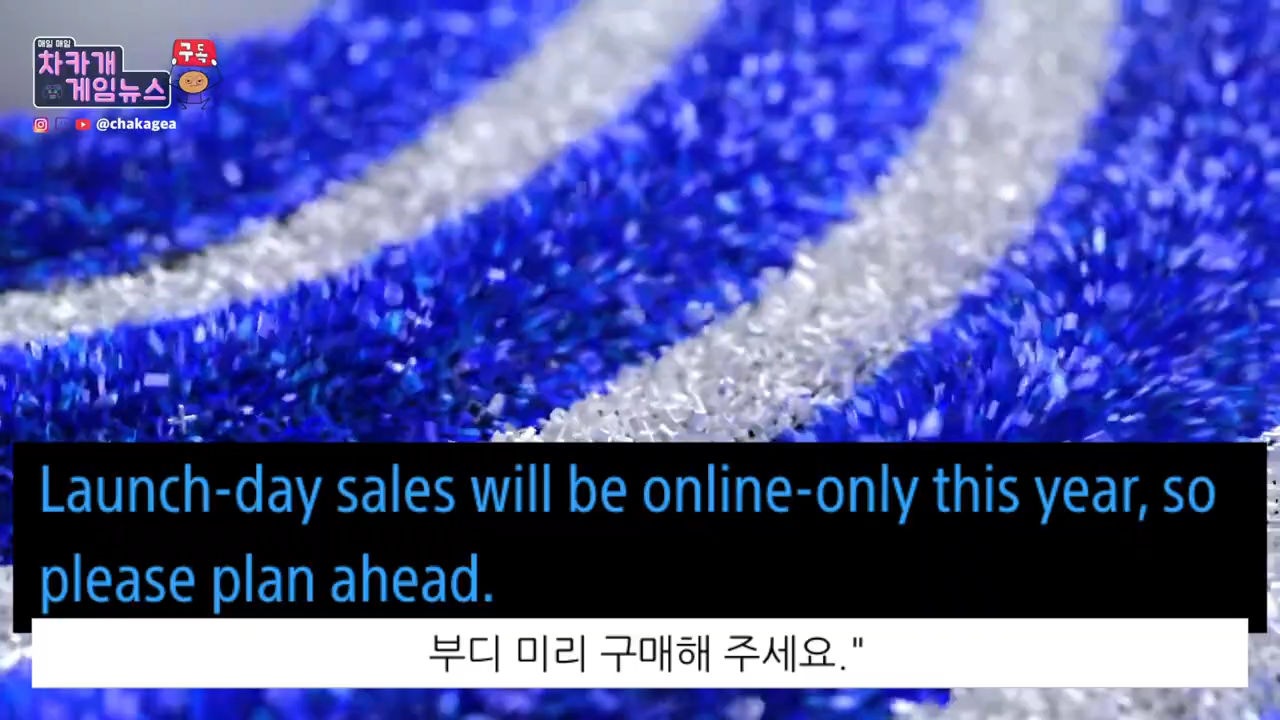 매일 매일
차카개
게임뉴스
구독
@chakagea
Launch-day sales will be online-only this year, so
please plan ahead.
부디 미리 구매해 주세요."